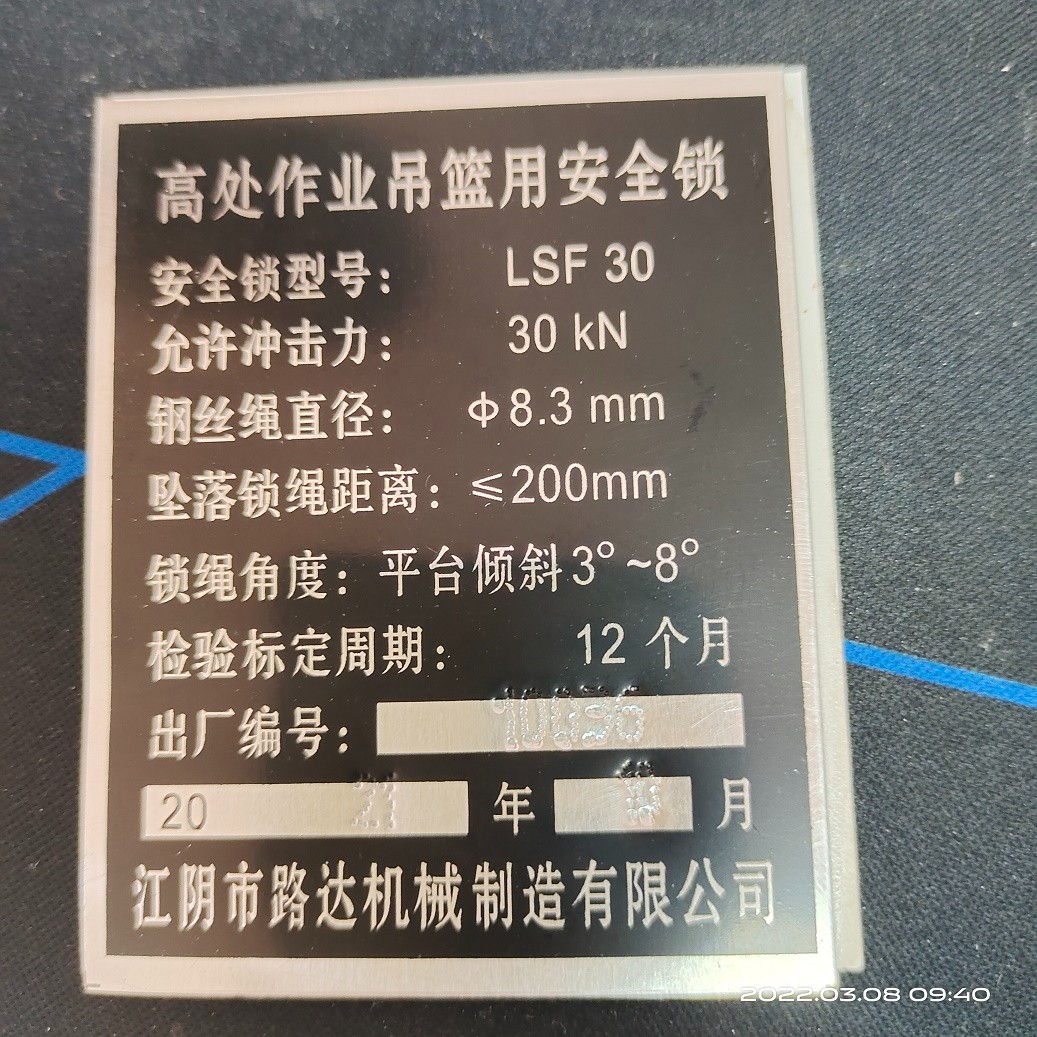 高处作业吊篮用安全锁
安全锁型号： LSF 30
允许冲击力： 30 kN
钢丝绳直径： Φ8.3 mm
坠落锁绳距离：≤200mm
锁绳角度：平台倾斜3°~8°
检验标定周期： 12 个月
出厂编号：
20 21 年 月
江阴市路达机械制造有限公司
2022.03.08 09:40